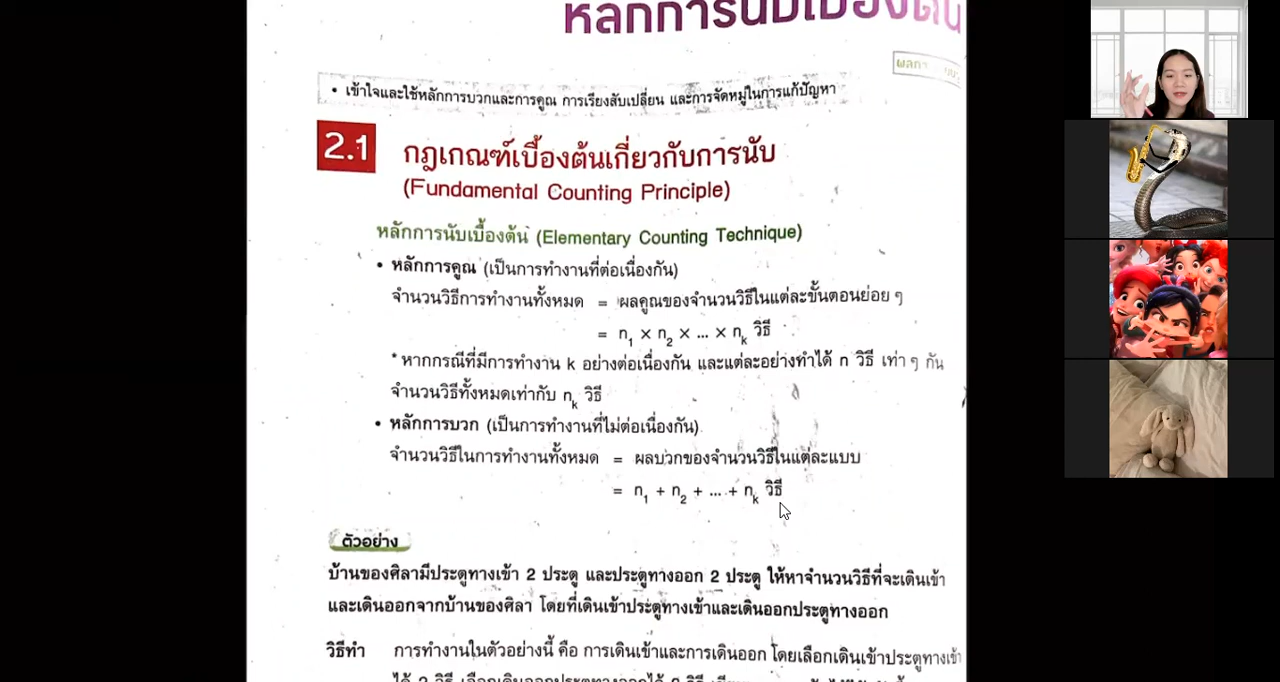 หลักการนับเบื้องต้น
• เข้าใจและใช้หลักการบวกและการคูณ การเรียงสับเปลี่ยน และการจัดหมู่ในการแก้ปัญหา
2.1 กฎเกณฑ์เบื้องต้นเกี่ยวกับการนับ
(Fundamental Counting Principle)
หลักการนับเบื้องต้น (Elementary Counting Technique)
• หลักการคูณ (เป็นการทำงานที่ต่อเนื่องกัน)
จำนวนวิธีการทำงานทั้งหมด = ผลคูณของจำนวนวิธีในแต่ละขั้นตอนย่อย ๆ
= n₁ × n₂ × ... × nₖ วิธี
*หากกรณีที่มีการทำงาน k อย่างต่อเนื่องกัน และแต่ละอย่างทำได้ n วิธี เท่า ๆ กัน
จำนวนวิธีทั้งหมดเท่ากับ nₖ วิธี
• หลักการบวก (เป็นการทำงานที่ไม่ต่อเนื่องกัน)
จำนวนวิธีในการทำงานทั้งหมด = ผลบวกของจำนวนวิธีในแต่ละแบบ
= n₁ + n₂ + ... + nₖ วิธี
ตัวอย่าง
บ้านของศิลามีประตูทางเข้า 2 ประตู และประตูทางออก 2 ประตู ให้หาจำนวนวิธีที่จะเดินเข้า
และเดินออกจากบ้านของศิลา โดยที่เดินเข้าประตูทางเข้าและเดินออกประตูทางออก
วิธีทำ การทำงานในตัวอย่างนี้ คือ การเดินเข้าและการเดินออก โดยเลือกเดินเข้าประตูทางเข้า